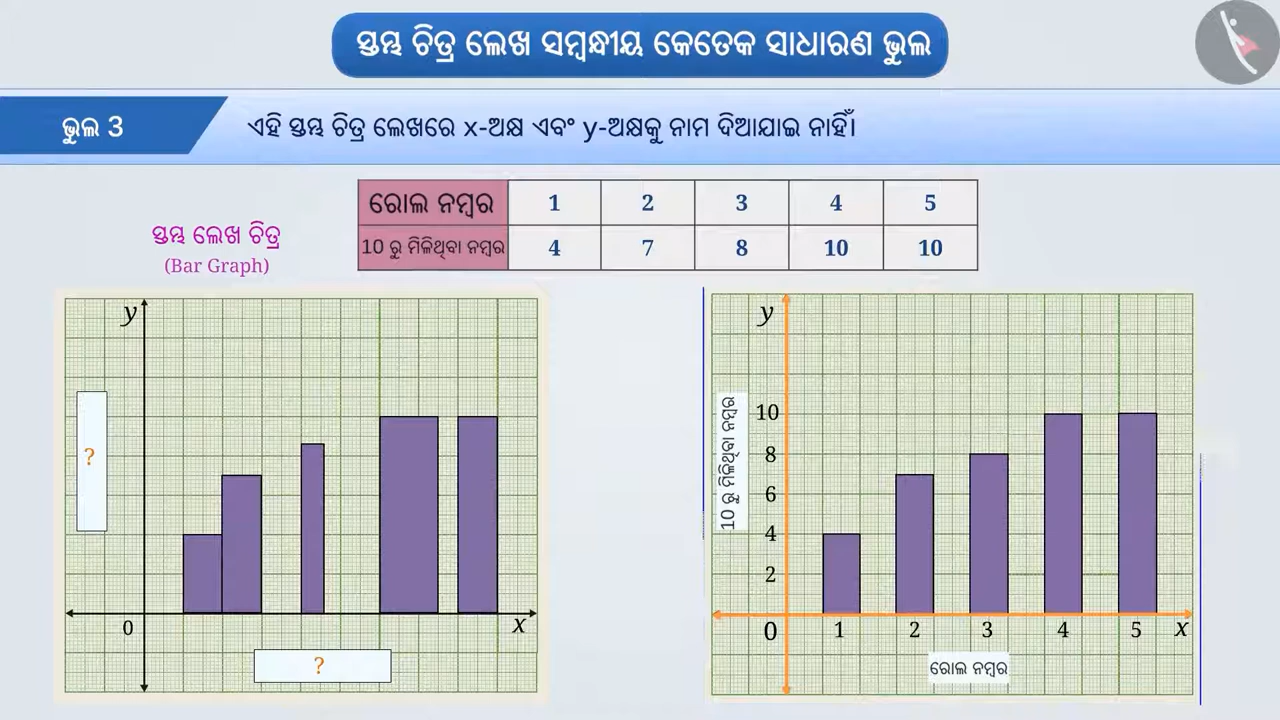 ସ୍ତମ୍ଭ ଚିତ୍ର ଲେଖ ସମ୍ବନ୍ଧୀୟ କେତେକ ସାଧାରଣ ଭୁଲ
ଭୁଲ 3
ଏହି ସ୍ତମ୍ଭ ଚିତ୍ର ଲେଖରେ x-ଅକ୍ଷ ଏବଂ y-ଅକ୍ଷକୁ ନାମ ଦିଆଯାଇ ନାହିଁ।
ରୋଲ ନମ୍ବର 1 2 3 4 5
10 ରୁ ମିଳିଥିବା ନମ୍ବର 4 7 8 10 10
ସ୍ତମ୍ଭ ଲେଖ ଚିତ୍ର
(Bar Graph)
y
?
0
x
?
y
10 ରୁ ମିଳିଥିବା ନମ୍ବର
10
8
6
4
2
0 1 2 3 4 5 x
ରୋଲ ନମ୍ବର